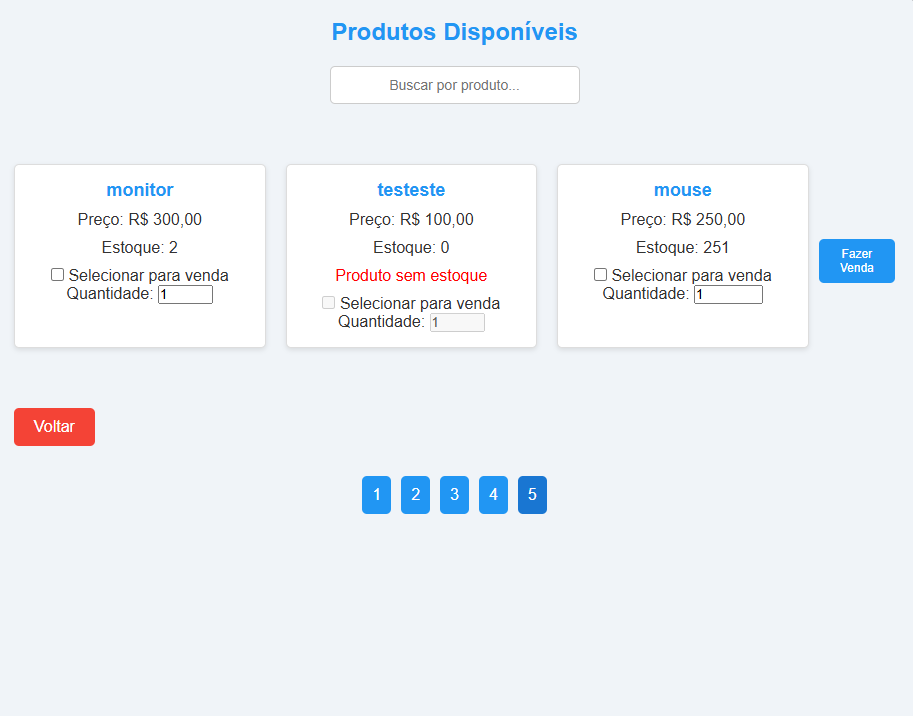 Produtos Disponíveis
Buscar por produto...
monitor
Preço: R$ 300,00
Estoque: 2
Selecionar para venda
Quantidade: 1
testeste
Preço: R$ 100,00
Estoque: 0
Produto sem estoque
Selecionar para venda
Quantidade: 1
mouse
Preço: R$ 250,00
Estoque: 251
Selecionar para venda
Quantidade: 1
Fazer
Venda
Voltar
1 2 3 4 5